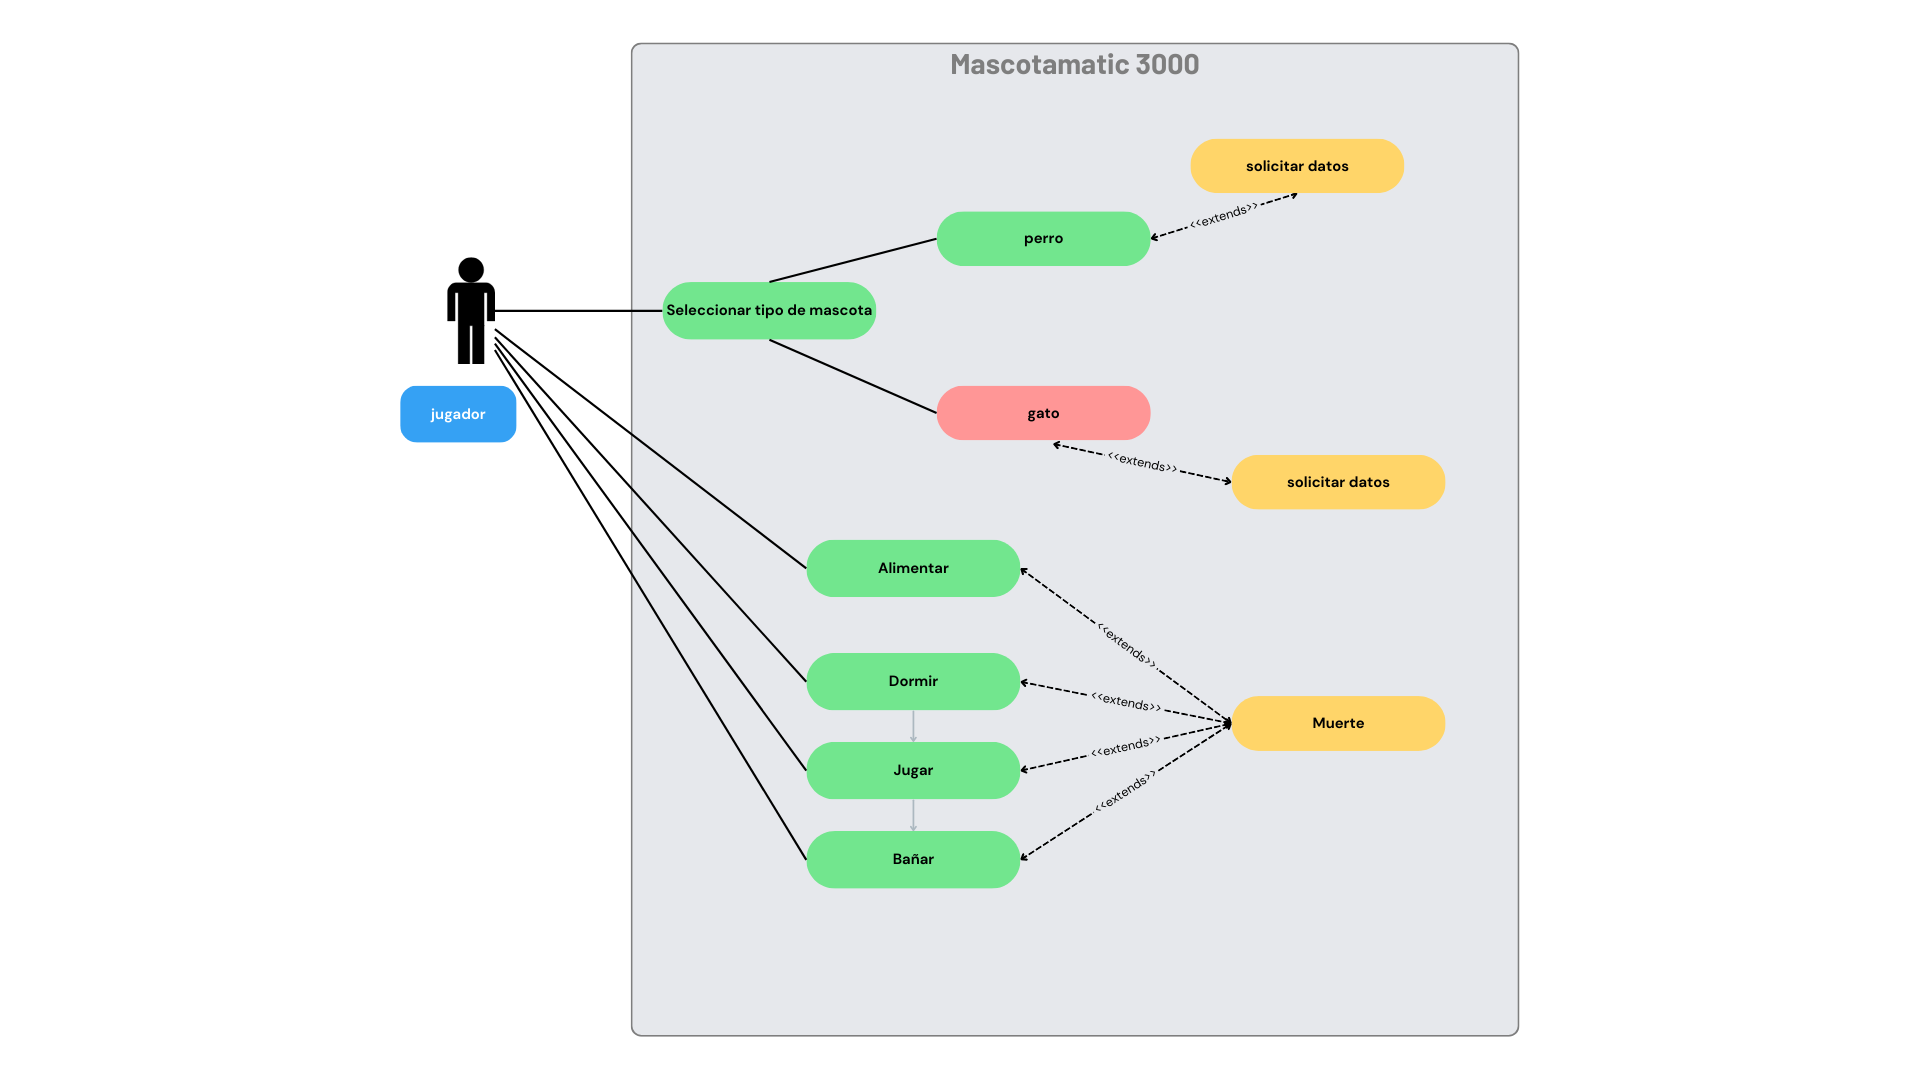 Mascotamatic 3000
solicitar datos
<<extends>>
perro
Seleccionar tipo de mascota
jugador
gato
<<extends>>
solicitar datos
Alimentar
<<extends>>
Dormir
<<extends>>
Muerte
<<extends>>
Jugar
<<extends>>
Bañar